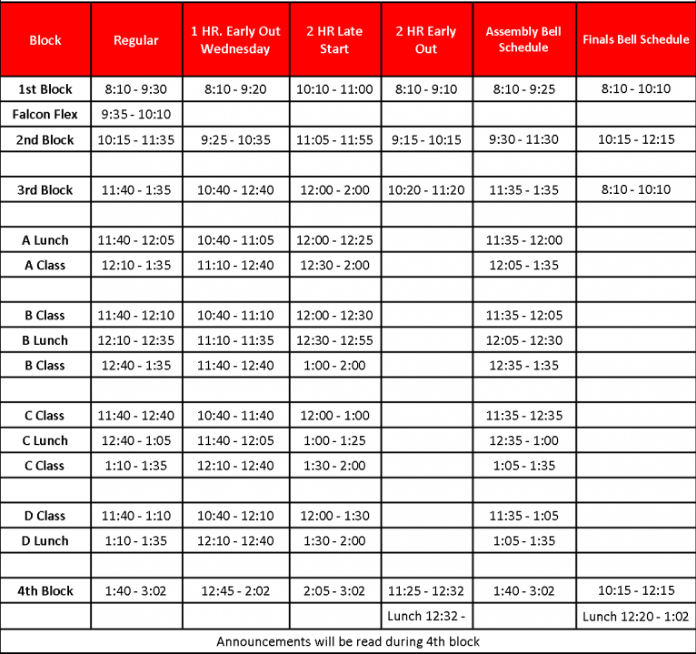 Block Regular 1 HR. Early Out Wednesday 2 HR Late Start 2 HR Early Out Assembly Bell Schedule Finals Bell Schedule
1st Block 8:10 - 9:30 8:10 - 9:20 10:10 - 11:00 8:10 - 9:10 8:10 - 9:25 8:10 - 10:10
Falcon Flex 9:35 - 10:10
2nd Block 10:15 - 11:35 9:25 - 10:35 11:05 - 11:55 9:15 - 10:15 9:30 - 11:30 10:15 - 12:15
3rd Block 11:40 - 1:35 10:40 - 12:40 12:00 - 2:00 10:20 - 11:20 11:35 - 1:35 8:10 - 10:10
A Lunch 11:40 - 12:05 10:40 - 11:05 12:00 - 12:25 11:35 - 12:00
A Class 12:10 - 1:35 11:10 - 12:40 12:30 - 2:00 12:05 - 1:35
B Class 11:40 - 12:10 10:40 - 11:10 12:00 - 12:30 11:35 - 12:05
B Lunch 12:10 - 12:35 11:10 - 11:35 12:30 - 12:55 12:05 - 12:30
B Class 12:40 - 1:35 11:40 - 12:40 1:00 - 2:00 12:35 - 1:35
C Class 11:40 - 12:40 10:40 - 11:40 12:00 - 1:00 11:35 - 12:35
C Lunch 12:40 - 1:05 11:40 - 12:05 1:00 - 1:25 12:35 - 1:00
C Class 1:10 - 1:35 12:10 - 12:40 1:30 - 2:00 1:05 - 1:35
D Class 11:40 - 1:10 10:40 - 12:10 12:00 - 1:30 11:35 - 1:05
D Lunch 1:10 - 1:35 12:10 - 12:40 1:30 - 2:00 1:05 - 1:35
4th Block 1:40 - 3:02 12:45 - 2:02 2:05 - 3:02 11:25 - 12:32 1:40 - 3:02 10:15 - 12:15
Lunch 12:32 - Lunch 12:20 - 1:02
Announcements will be read during 4th block